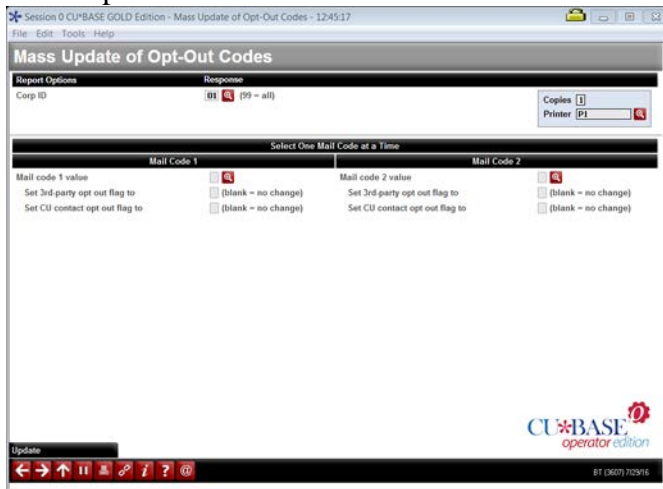 Session 0 CU*BASE GOLD Edition - Mass Update of Opt-Out Codes - 12:45:17
File Edit Tools Help
Mass Update of Opt-Out Codes
Report Options Response
Corp ID 01 (99 = all)
Copies 1
Printer P1
Select One Mail Code at a Time
Mail Code 1 Mail Code 2
Mail code 1 value Mail code 2 value
Set 3rd-party opt out flag to (blank = no change) Set 3rd-party opt out flag to (blank = no change)
Set CU contact opt out flag to (blank = no change) Set CU contact opt out flag to (blank = no change)
CU*BASE
operator edition
Update
BT (3607) 7/29/16